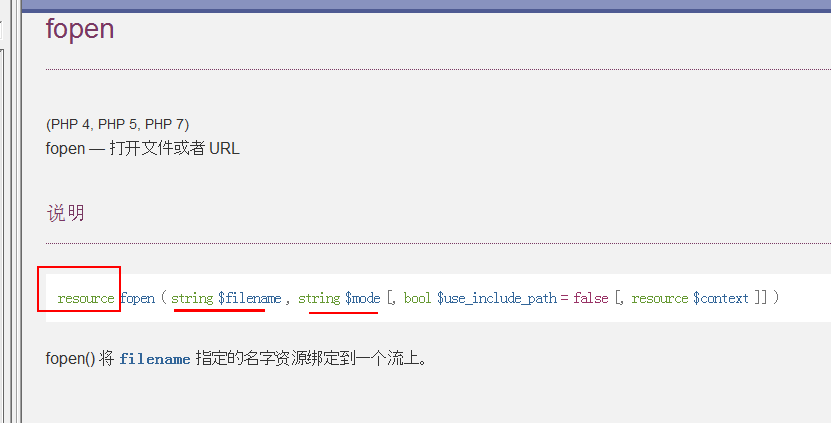 fopen
(PHP 4, PHP 5, PHP 7)
fopen — 打开文件或者 URL
说明
resource fopen ( string $filename , string $mode [, bool $use_include_path = false [, resource $context ]] )
fopen() 将 filename 指定的名字资源绑定到一个流上。